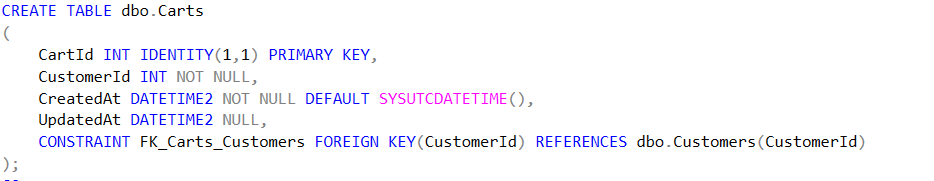 CREATE TABLE dbo.Carts
(
    CartId INT IDENTITY(1,1) PRIMARY KEY,
    CustomerId INT NOT NULL,
    CreatedAt DATETIME2 NOT NULL DEFAULT SYSUTCDATETIME(),
    UpdatedAt DATETIME2 NULL,
    CONSTRAINT FK_Carts_Customers FOREIGN KEY(CustomerId) REFERENCES dbo.Customers(CustomerId)
);